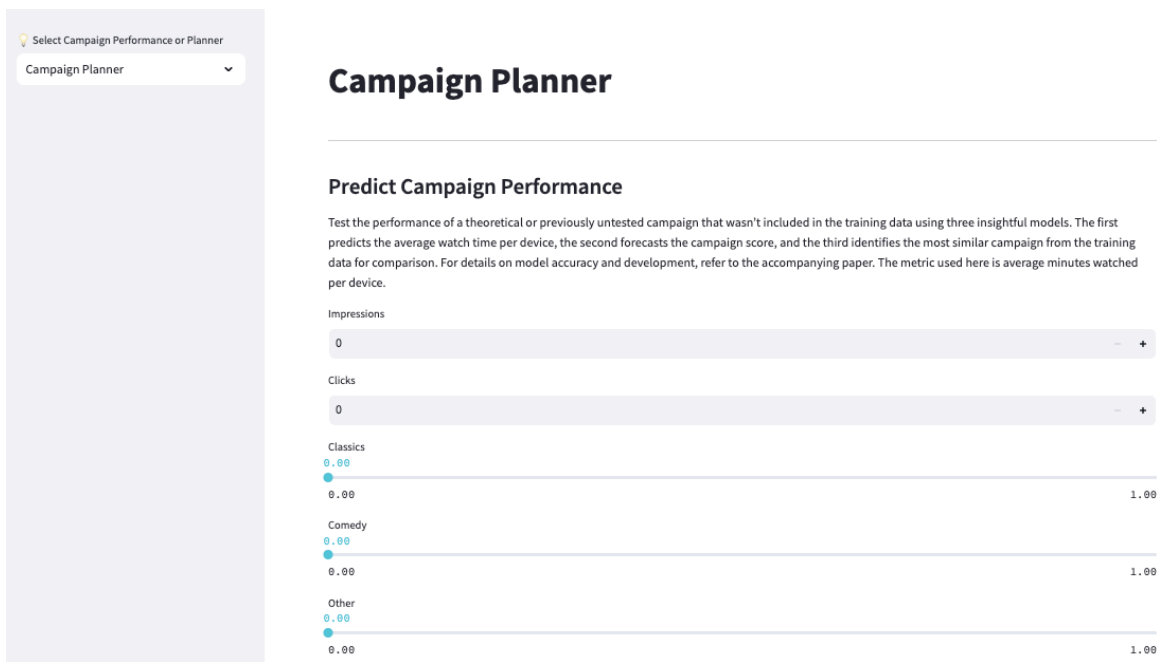 💡 Select Campaign Performance or Planner
Campaign Planner
Campaign Planner
Predict Campaign Performance
Test the performance of a theoretical or previously untested campaign that wasn't included in the training data using three insightful models. The first
predicts the average watch time per device, the second forecasts the campaign score, and the third identifies the most similar campaign from the training
data for comparison. For details on model accuracy and development, refer to the accompanying paper. The metric used here is average minutes watched
per device.
Impressions
0 − +
Clicks
0 − +
Classics
0.00
0.00 1.00
Comedy
0.00
0.00 1.00
Other
0.00
0.00 1.00